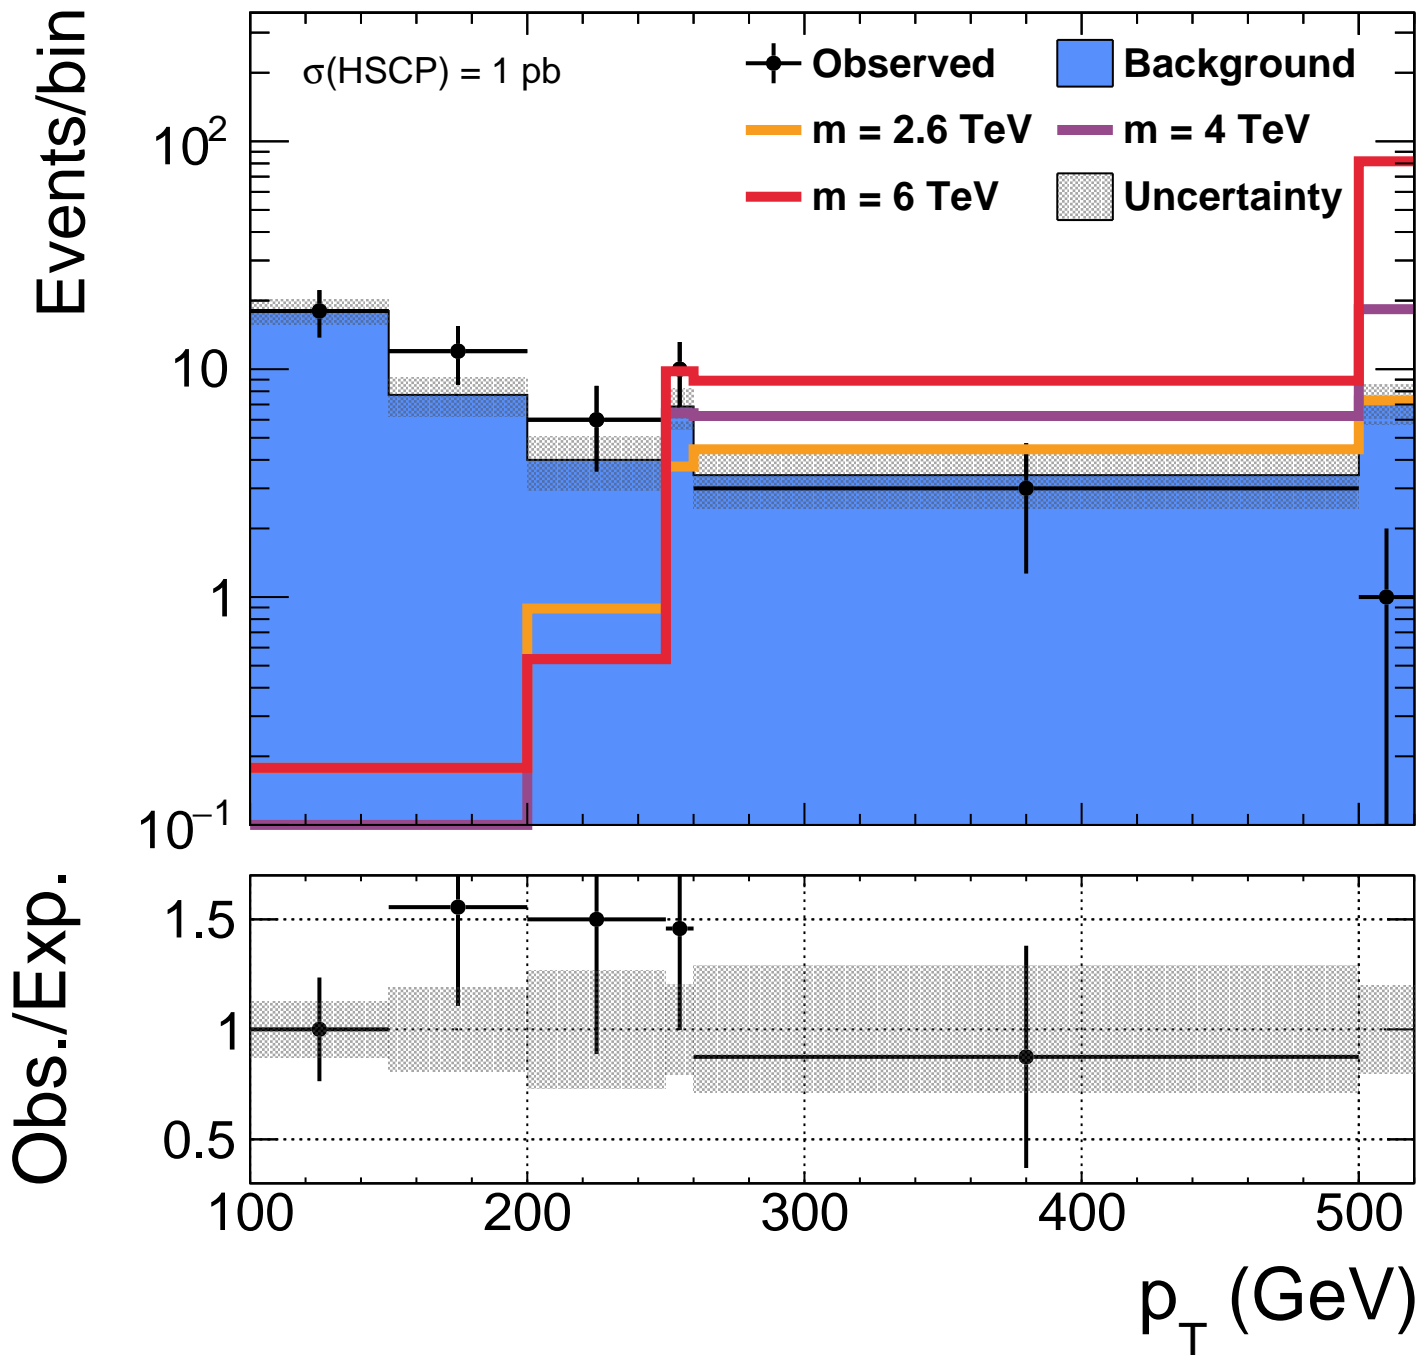 Events/bin
σ(HSCP) = 1 pb
Observed
Background
m = 2.6 TeV
m = 4 TeV
m = 6 TeV
Uncertainty
10²
10
1
10⁻¹
Obs./Exp.
1.5
1
0.5
100 200 300 400 500
p_T (GeV)